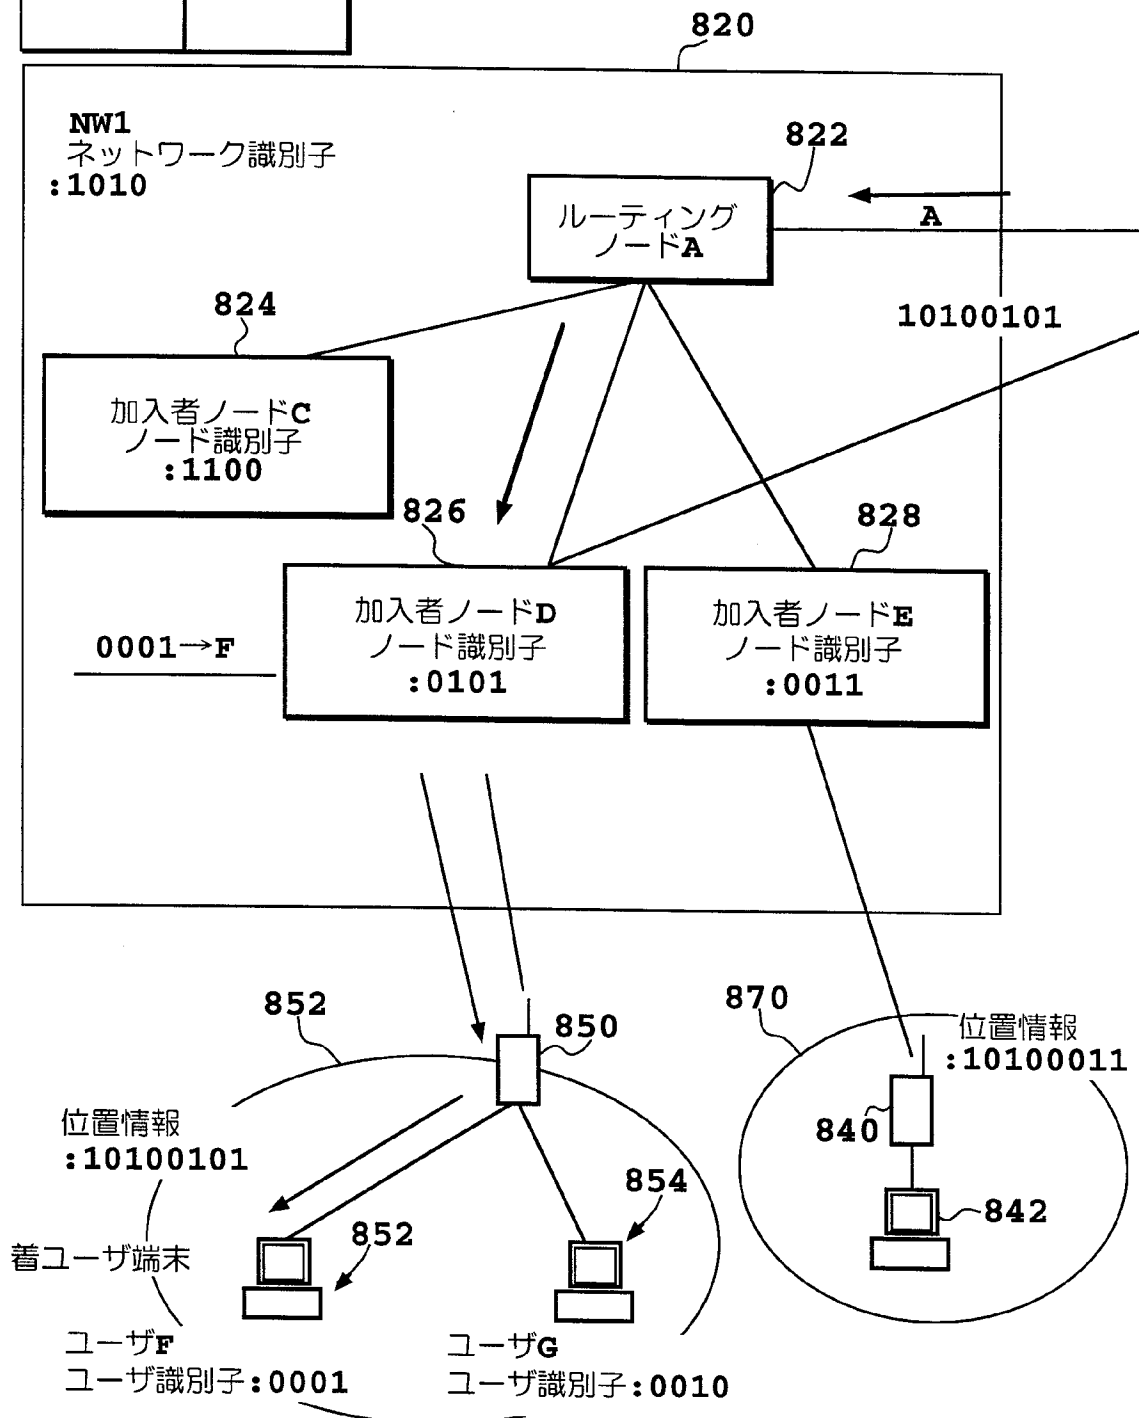 820
NW1
ネットワーク識別子
:1010
822
ルーティング
ノードA
A
824
10100101
加入者ノードC
ノード識別子
:1100
826
828
加入者ノードD
ノード識別子
:0101
加入者ノードE
ノード識別子
:0011
0001→F
852
850
870
位置情報
:10100011
位置情報
:10100101
840
854
852
842
着ユーザ端末
ユーザF
ユーザ識別子:0001
ユーザG
ユーザ識別子:0010